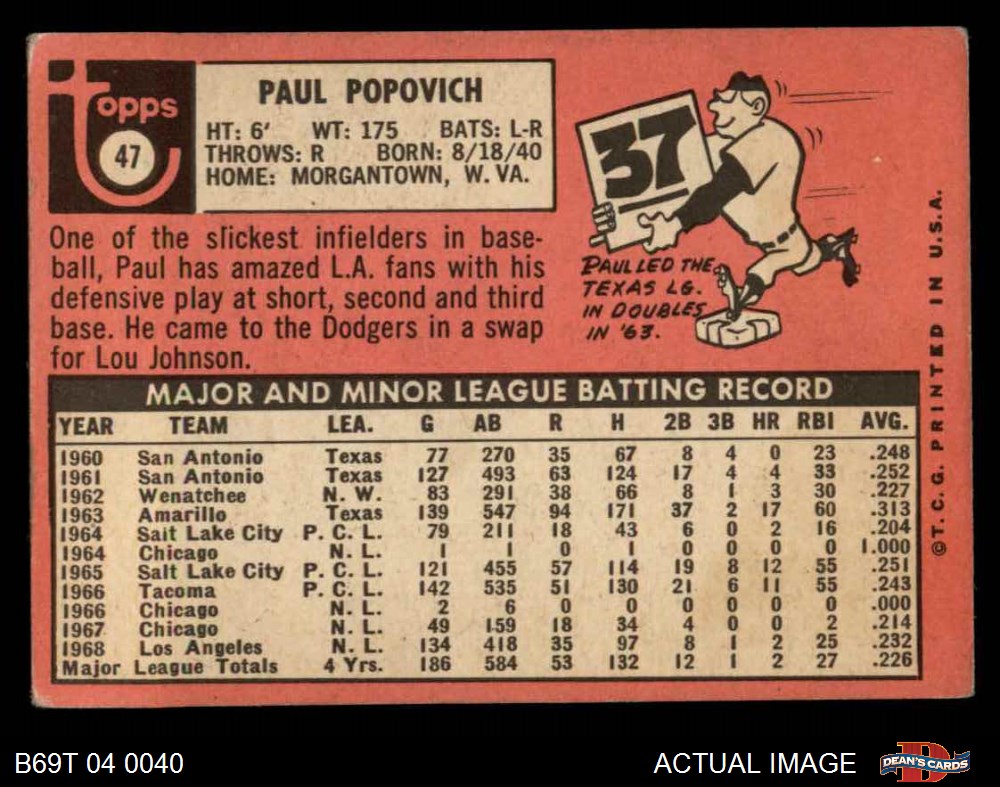 topps
47
PAUL POPOVICH
HT: 6' WT: 175 BATS: L-R
THROWS: R BORN: 8/18/40
HOME: MORGANTOWN, W. VA.
One of the slickest infielders in base-
ball, Paul has amazed L.A. fans with his
defensive play at short, second and third
base. He came to the Dodgers in a swap
for Lou Johnson.
37
PAUL LED THE
TEXAS LG.
IN DOUBLES
IN '63.
MAJOR AND MINOR LEAGUE BATTING RECORD
YEAR TEAM LEA. G AB R H 2B 3B HR RBI AVG.
1960 San Antonio Texas 77 270 35 67 8 4 0 23 .248
1961 San Antonio Texas 127 493 63 124 17 4 4 33 .252
1962 Wenatchee N. W. 83 291 38 66 8 1 3 30 .227
1963 Amarillo Texas 139 547 94 171 37 2 17 60 .313
1964 Salt Lake City P. C. L. 79 211 18 43 6 0 2 16 .204
1964 Chicago N. L. 1 1 0 1 0 0 0 0 1.000
1965 Salt Lake City P. C. L. 121 455 57 114 19 8 12 55 .251
1966 Tacoma P. C. L. 142 535 51 130 21 6 11 55 .243
1966 Chicago N. L. 2 6 0 0 0 0 0 0 .000
1967 Chicago N. L. 49 159 18 34 4 0 0 2 .214
1968 Los Angeles N. L. 134 418 35 97 8 1 2 25 .232
Major League Totals 4 Yrs. 186 584 53 132 12 1 2 27 .226
©T. C. G. PRINTED IN U.S.A.
B69T 04 0040
ACTUAL IMAGE
D
DEAN'S CARDS